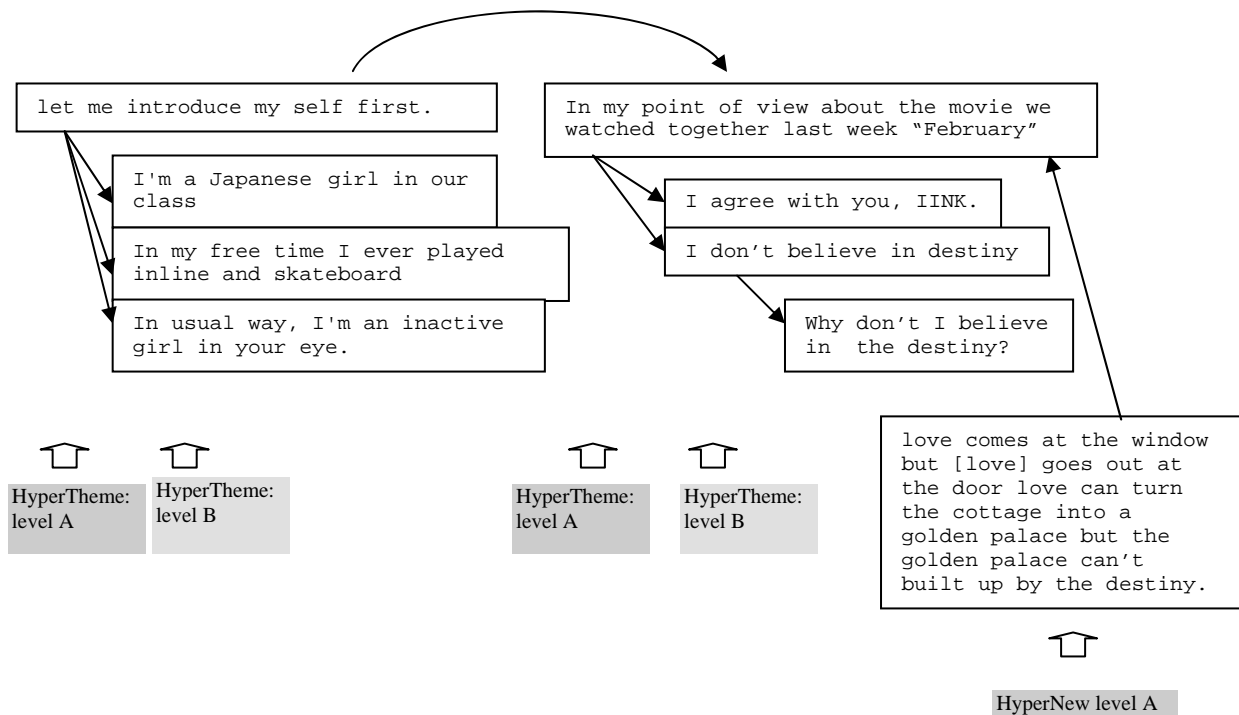 let me introduce my self first.
I'm a Japanese girl in our
class
In my free time I ever played
inline and skateboard
In usual way, I'm an inactive
girl in your eye.
In my point of view about the movie we
watched together last week “February”
I agree with you, IINK.
I don't believe in destiny
Why don't I believe
in the destiny?
love comes at the window
but [love] goes out at
the door love can turn
the cottage into a
golden palace but the
golden palace can't
built up by the destiny.
HyperTheme:
level A
HyperTheme:
level B
HyperTheme:
level A
HyperTheme:
level B
HyperNew level A